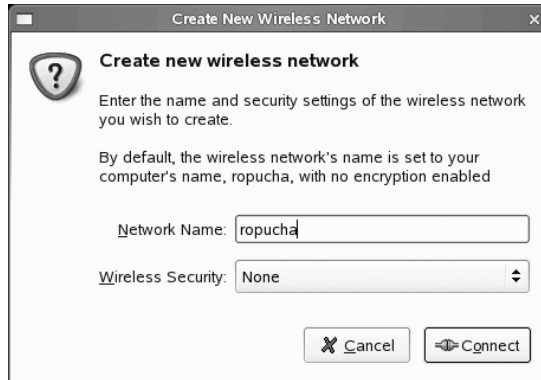 Create New Wireless Network
Create new wireless network
Enter the name and security settings of the wireless network
you wish to create.
By default, the wireless network's name is set to your
computer's name, ropucha, with no encryption enabled
Network Name: ropucha
Wireless Security: None
Cancel Connect